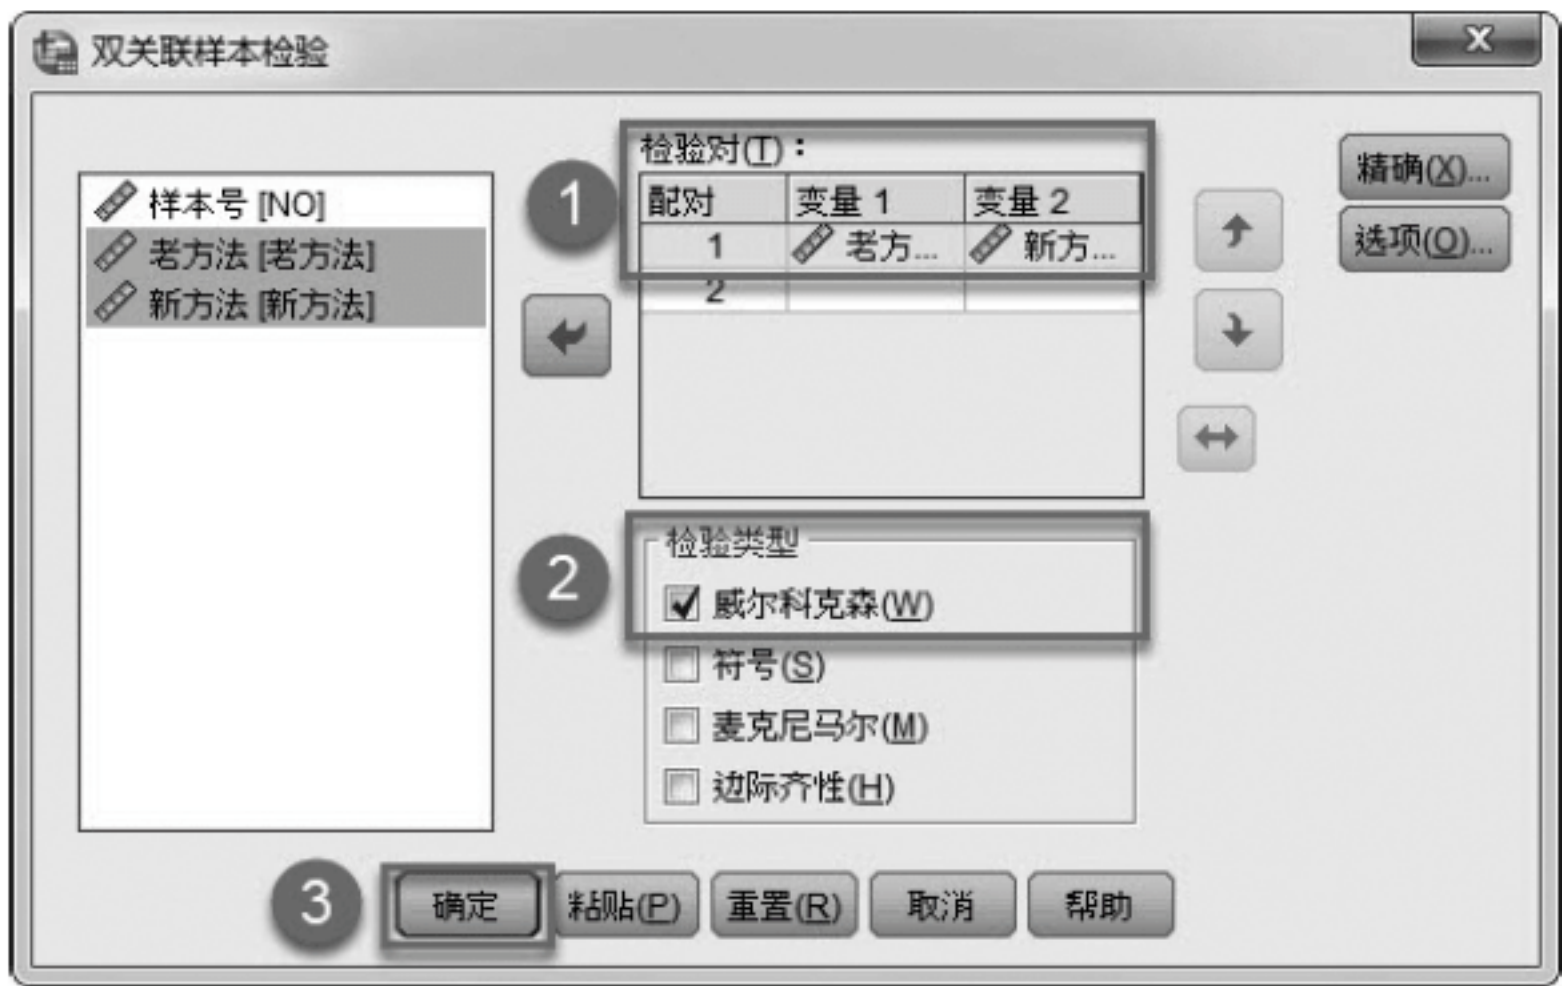 双关联样本检验
X
检验对(T)：
样本号 [NO]
老方法 [老方法]
新方法 [新方法]
1
配对 变量 1 变量 2
1 老方... 新方...
2
精确(X)...
选项(O)...
2
检验类型
威尔科克森(W)
符号(S)
麦克尼马尔(M)
边际齐性(H)
3
确定 粘贴(P) 重置(R) 取消 帮助